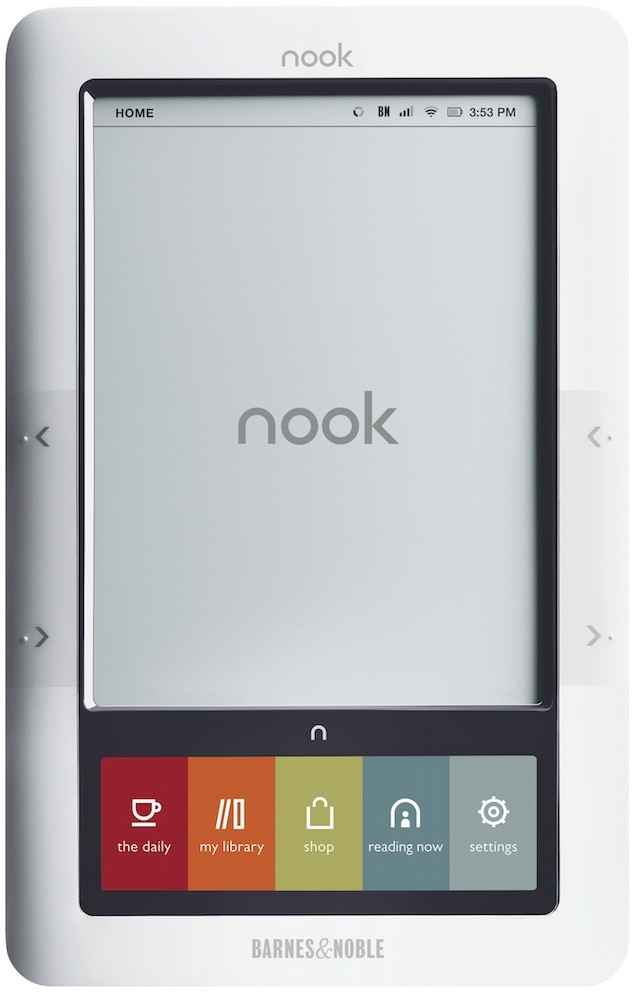 nook
HOME BN 3:53 PM
nook
the daily my library shop reading now settings
BARNES&NOBLE